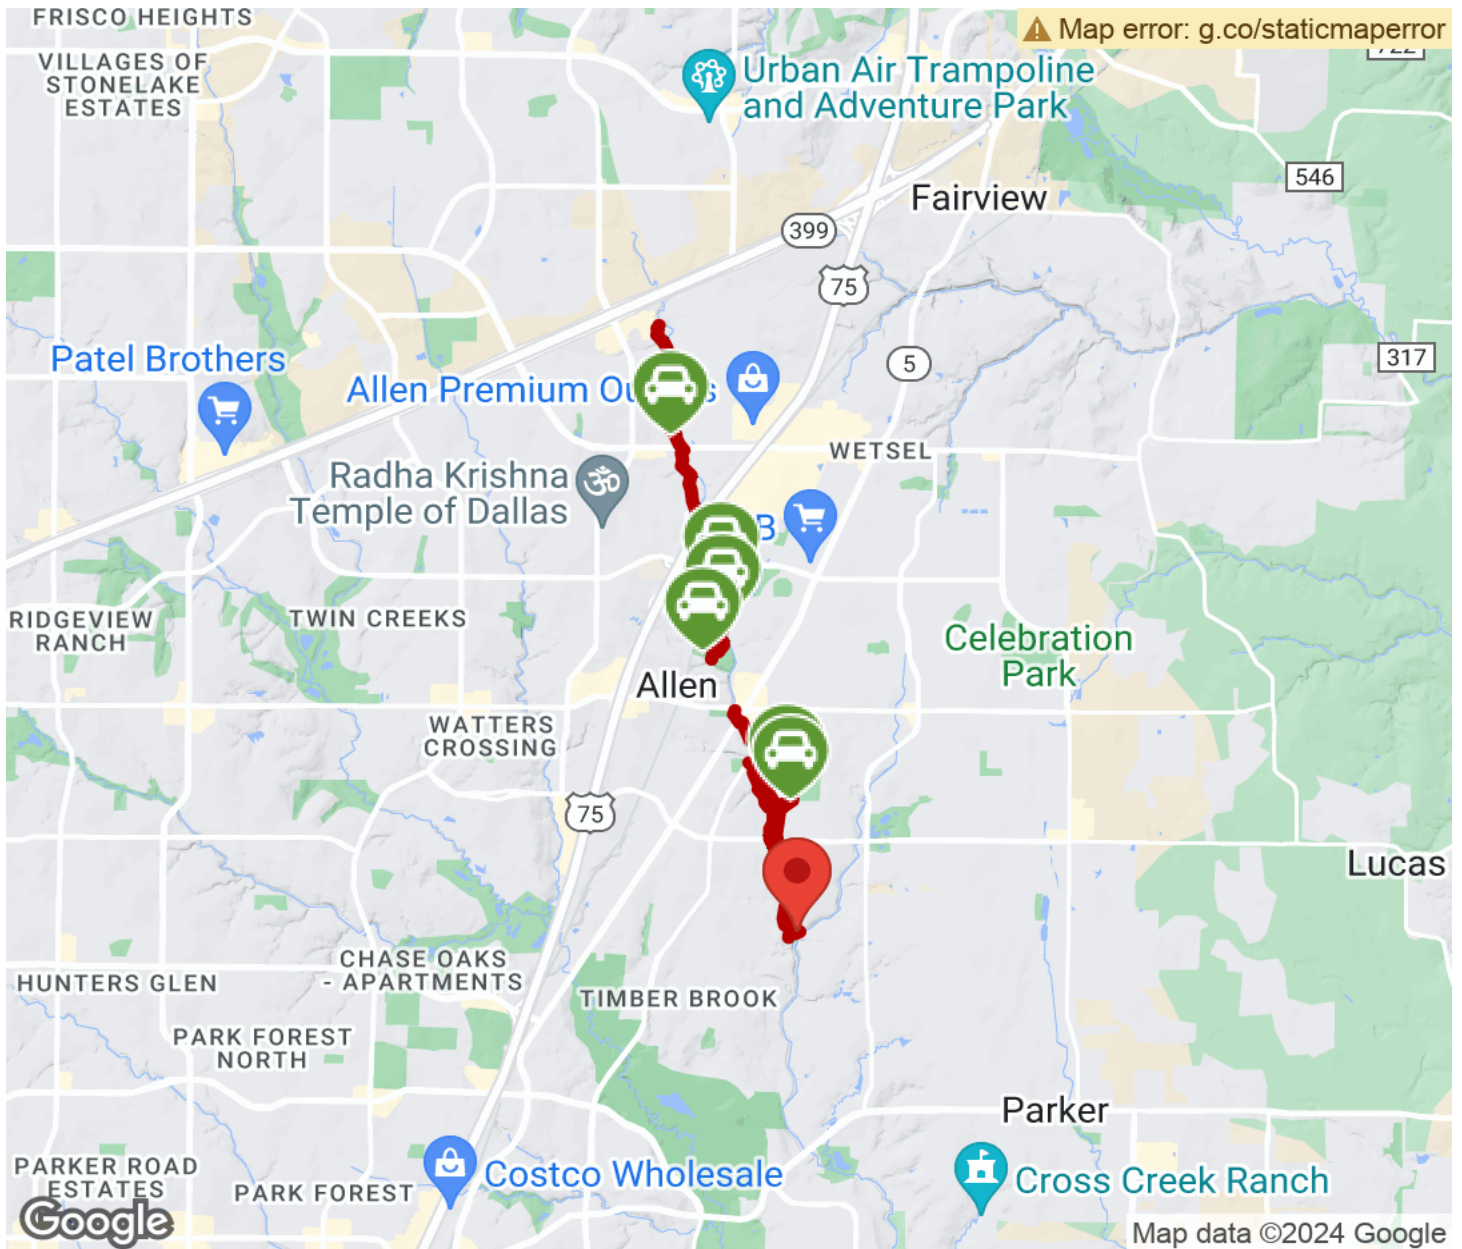 FRISCO HEIGHTS
Map error: g.co/staticmaperror
VILLAGES OF
STONELAKE
ESTATES
Urban Air Trampoline
and Adventure Park
546
Fairview
399
75
5
317
Patel Brothers
Allen Premium Ou s
WETSEL
Radha Krishna
Temple of Dallas
B
RIDGEVIEW
RANCH
TWIN CREEKS
Celebration
Park
Allen
WATTERS
CROSSING
75
Lucas
CHASE OAKS
- APARTMENTS
HUNTERS GLEN
TIMBER BROOK
PARK FOREST
NORTH
Parker
PARKER ROAD
ESTATES
PARK FOREST
Costco Wholesale
Cross Creek Ranch
Google
Map data ©2024 Google